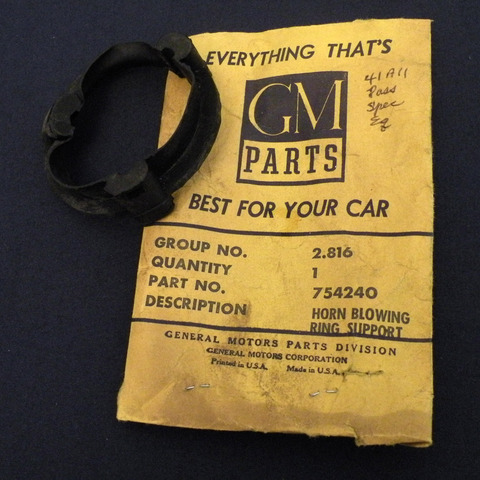 EVERYTHING THAT'S
GM
PARTS
41 All
Pass
Spec
Eq
BEST FOR YOUR CAR
GROUP NO. 2.816
QUANTITY 1
PART NO. 754240
DESCRIPTION HORN BLOWING
RING SUPPORT
GENERAL MOTORS PARTS DIVISION
GENERAL MOTORS CORPORATION
Printed in U.S.A. Made in U.S.A.